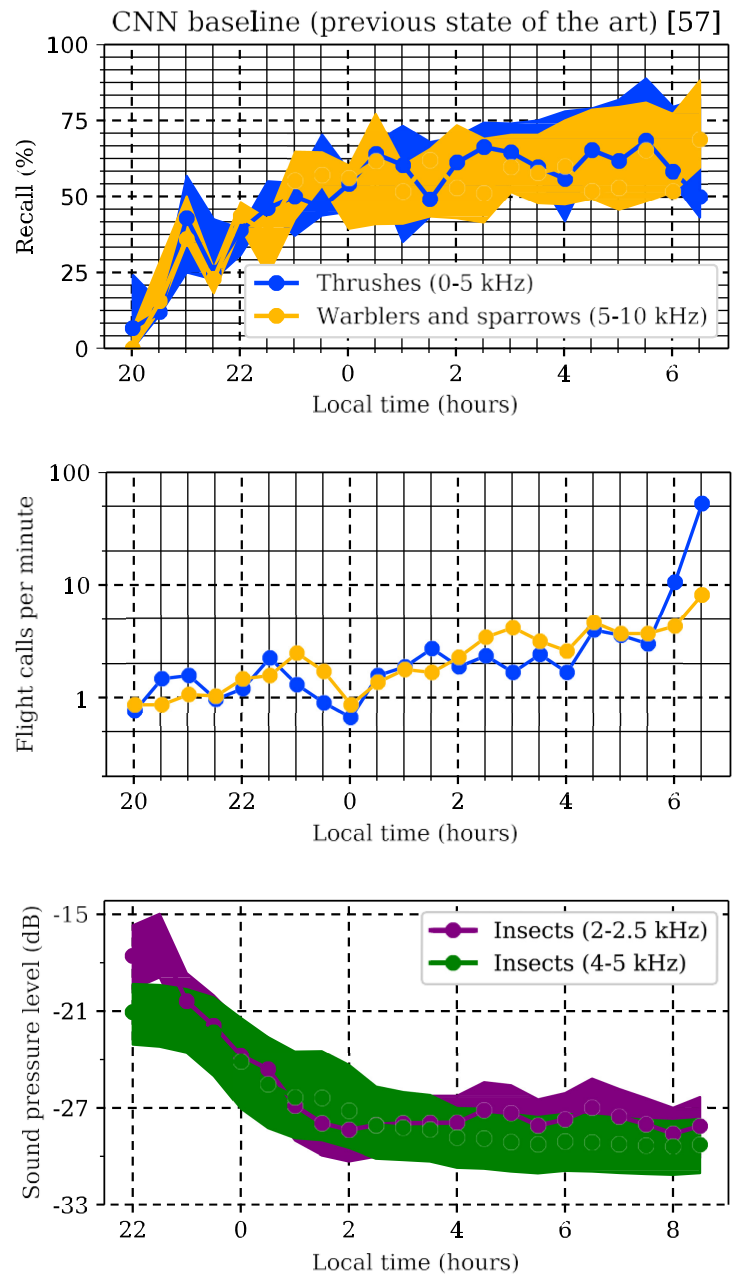 CNN baseline (previous state of the art) [57]
100
75
50
25
0
Recall (%)
Thrushes (0-5 kHz)
Warblers and sparrows (5-10 kHz)
20 22 0 2 4 6
Local time (hours)
100
10
1
Flight calls per minute
20 22 0 2 4 6
Local time (hours)
-15
-21
-27
-33
Sound pressure level (dB)
Insects (2-2.5 kHz)
Insects (4-5 kHz)
22 0 2 4 6 8
Local time (hours)